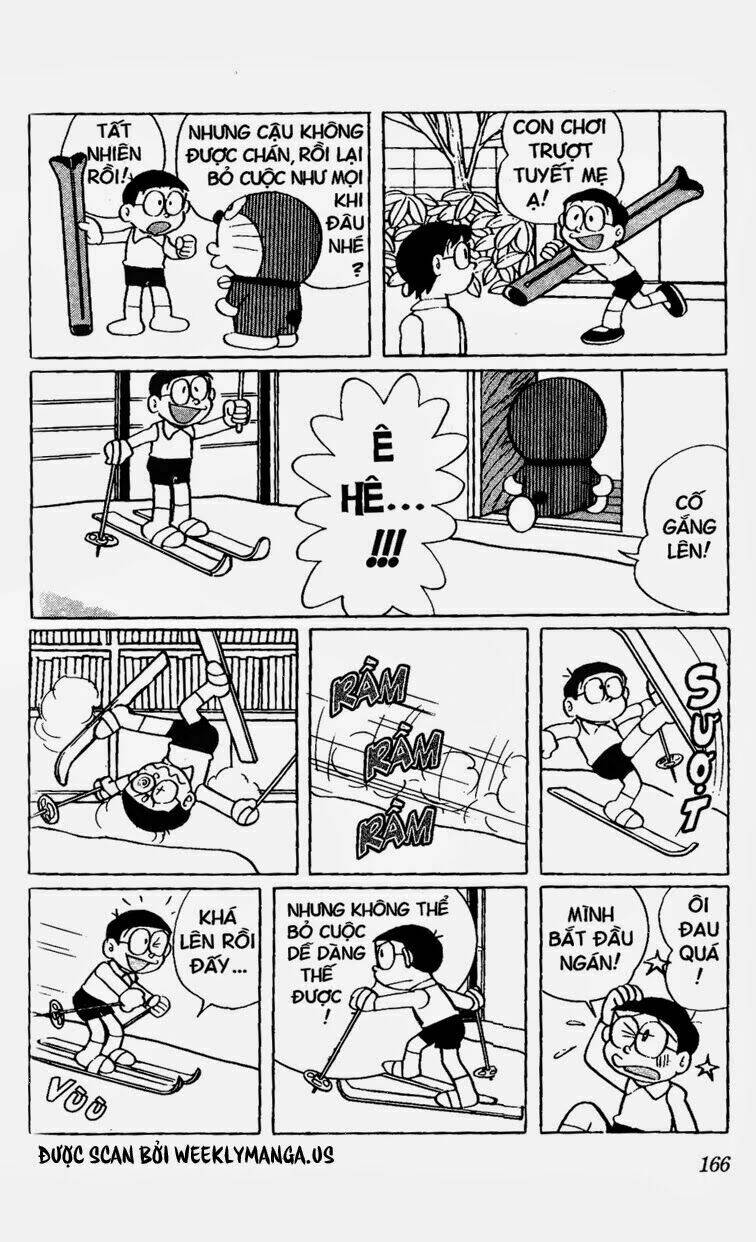 CON CHƠI
TRƯỢT
TUYẾT MẸ
Ạ!
NHƯNG CẬU KHÔNG
ĐƯỢC CHÁN, RỒI LẠI
BỎ CUỘC NHƯ MỌI
KHI
ĐÂU
NHÉ
?
TẤT
NHIÊN
RỒI!
CỐ
GẮNG
LÊN!
Ê
HÊ...
!!!
SƯỢT
RẦM
RẦM
RẦM
ÔI
ĐAU
QUÁ
!
MÌNH
BẮT ĐẦU
NGÁN!
NHƯNG KHÔNG THỂ
BỎ CUỘC
DỄ DÀNG
THẾ
ĐƯỢC
!
KHÁ
LÊN RỒI
ĐẤY...
VÙÙ
ĐƯỢC SCAN BỞI WEEKLYMANGA.US
166